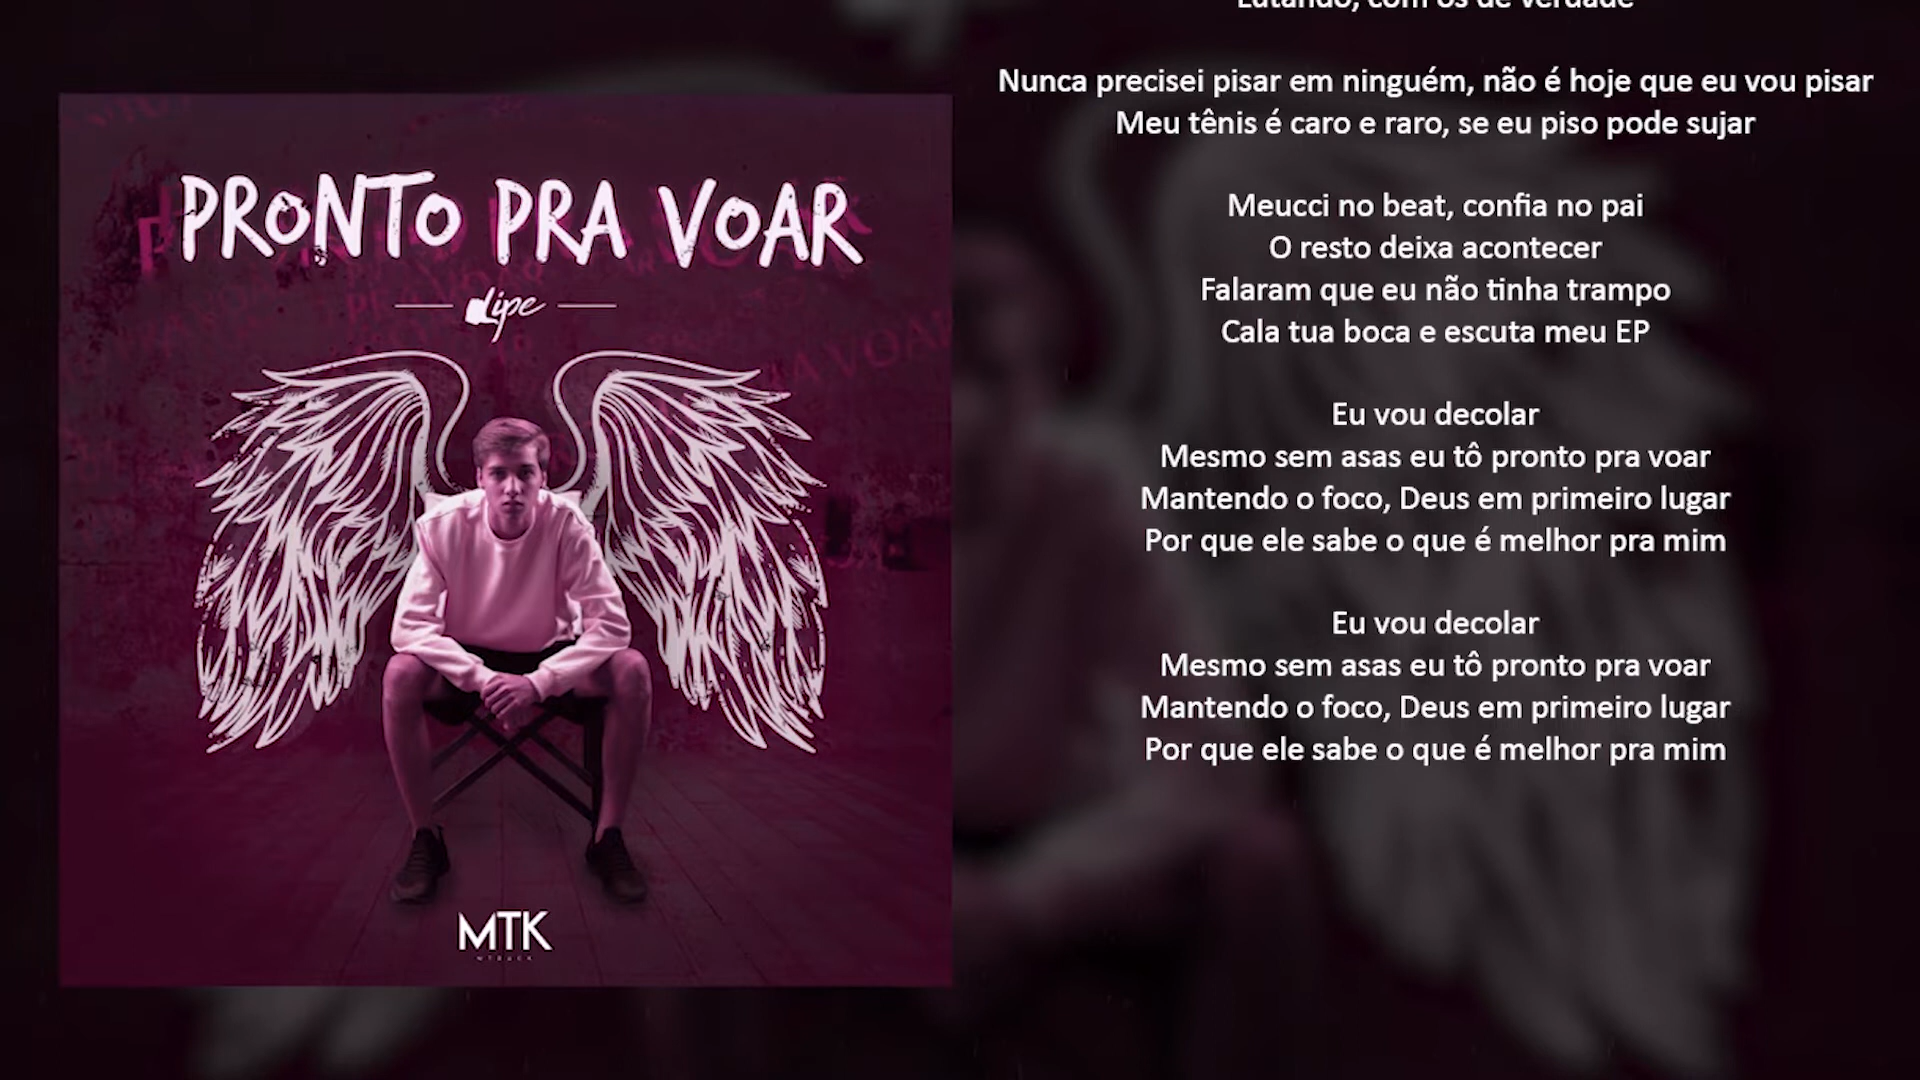 PRONTO PRA VOAR
Lipe
MTK
Lutando, com os de verdade
Nunca precisei pisar em ninguém, não é hoje que eu vou pisar
Meu tênis é caro e raro, se eu piso pode sujar
Meucci no beat, confia no pai
O resto deixa acontecer
Falaram que eu não tinha trampo
Cala tua boca e escuta meu EP
Eu vou decolar
Mesmo sem asas eu tô pronto pra voar
Mantendo o foco, Deus em primeiro lugar
Por que ele sabe o que é melhor pra mim
Eu vou decolar
Mesmo sem asas eu tô pronto pra voar
Mantendo o foco, Deus em primeiro lugar
Por que ele sabe o que é melhor pra mim